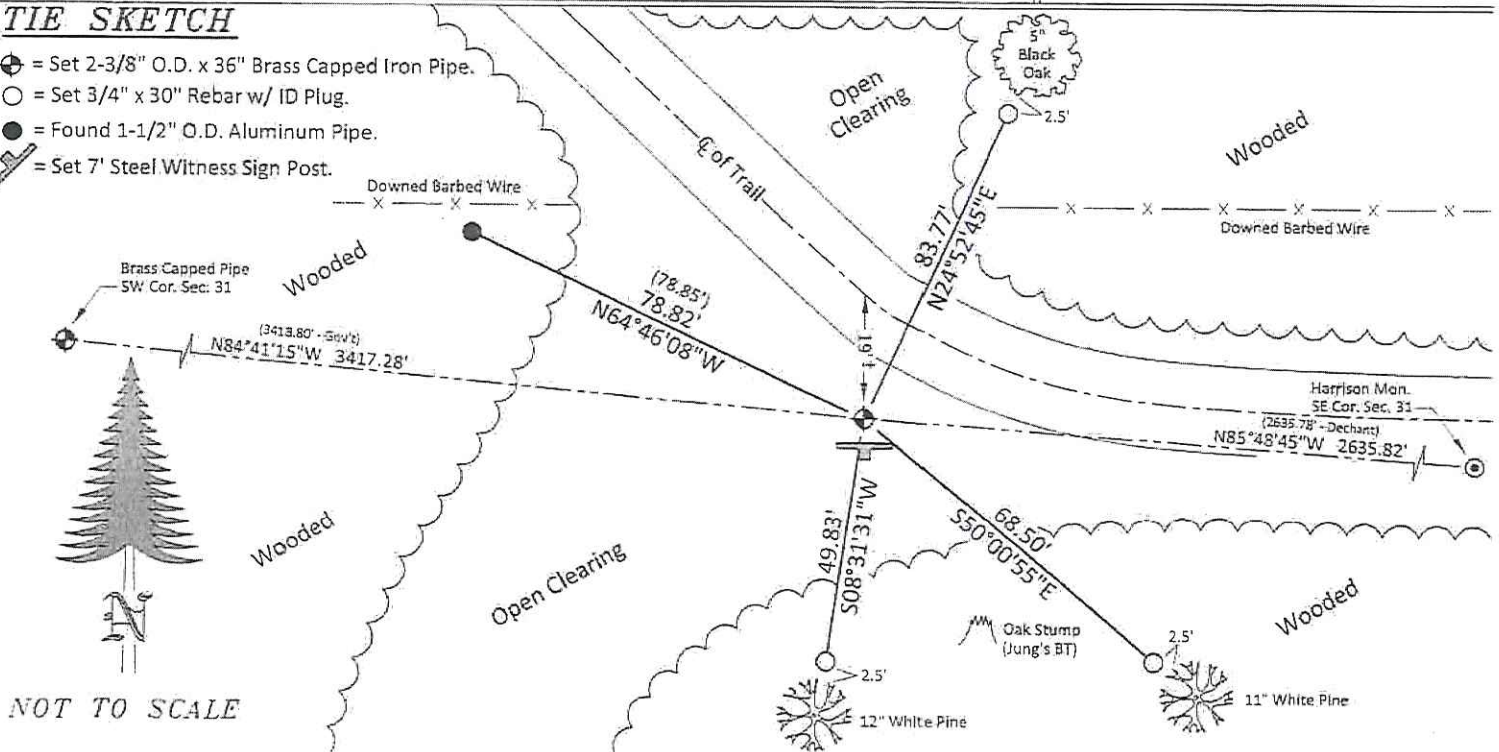 TIE SKETCH
= Set 2-3/8" O.D. x 36" Brass Capped Iron Pipe.
= Set 3/4" x 30" Rebar w/ ID Plug.
= Found 1-1/2" O.D. Aluminum Pipe.
= Set 7' Steel Witness Sign Post.
Downed Barbed Wire
Wooded
Brass Capped Pipe
SW Cor. Sec. 31
(3413.80' - Gov't)
N84°41'15"W 3417.28'
(78.85')
78.82'
N64°46'08"W
℄ of Trail
Open
Clearing
5"
Black
Oak
2.5'
83.77'
N24°52'45"E
Wooded
Downed Barbed Wire
19'±
Harrison Mon.
SE Cor. Sec. 31
(2635.78' - Dechant)
N85°48'45"W 2635.82'
Wooded
Open Clearing
49.83'
S08°31'31"W
68.50'
S50°00'55"E
Oak Stump
(Jung's BT)
Wooded
2.5'
12" White Pine
2.5'
11" White Pine
N
NOT TO SCALE